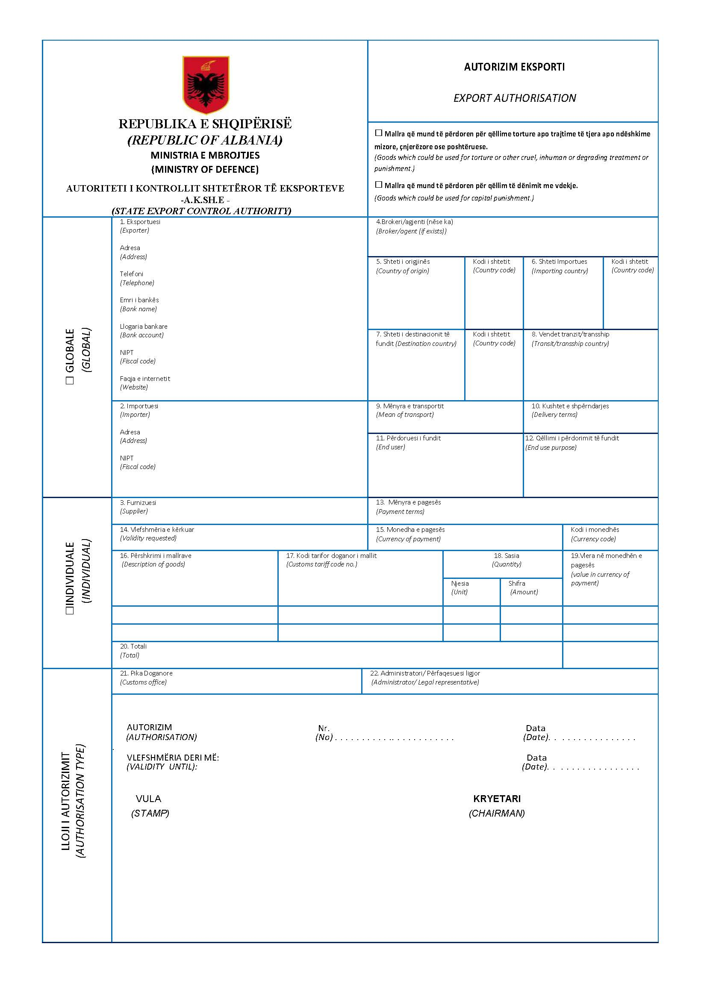 REPUBLIKA E SHQIPËRISË
(REPUBLIC OF ALBANIA)
MINISTRIA E MBROJTJES
(MINISTRY OF DEFENCE)
AUTORITETI I KONTROLLIT SHTETËROR TË EKSPORTEVE
-A.K.SH.E -
(STATE EXPORT CONTROL AUTHORITY)
AUTORIZIM EKSPORTI
EXPORT AUTHORISATION
☐ Mallra që mund të përdoren për qëllime torture apo trajtime të tjera apo ndëshkime
mizore, çnjerëzore ose poshtëruese.
(Goods which could be used for torture or other cruel, inhuman or degrading treatment or
punishment.)
☐ Mallra që mund të përdoren për qëllim të dënimit me vdekje.
(Goods which could be used for capital punishment.)
☐ GLOBALE
(GLOBAL)
1. Eksportuesi
(Exporter)
Adresa
(Address)
Telefoni
(Telephone)
Emri i bankës
(Bank name)
Llogaria bankare
(Bank account)
NIPT
(Fiscal code)
Faqja e internetit
(Website)
4.Brokeri/agjenti (nëse ka)
(Broker/agent (if exists))
5. Shteti i origjinës
(Country of origin)
Kodi i shtetit
(Country code)
6. Shteti Importues
(Importing country)
Kodi i shtetit
(Country code)
7. Shteti i destinacionit të
fundit (Destination country)
Kodi i shtetit
(Country code)
8. Vendet tranzit/transship
(Transit/transship country)
2. Importuesi
(Importer)
Adresa
(Address)
NIPT
(Fiscal code)
9. Mënyra e transportit
(Mean of transport)
10. Kushtet e shpërndarjes
(Delivery terms)
11. Përdoruesi i fundit
(End user)
12. Qëllimi i përdorimit të fundit
(End use purpose)
☐INDIVIDUALE
(INDIVIDUAL)
3. Furnizuesi
(Supplier)
13. Mënyra e pagesës
(Payment terms)
14. Vlefshmëria e kërkuar
(Validity requested)
15. Monedha e pagesës
(Currency of payment)
Kodi i monedhës
(Currency code)
16. Përshkrimi i mallrave
(Description of goods)
17. Kodi tarifor doganor i mallit
(Customs tariff code no.)
18. Sasia
(Quantity)
Njesia
(Unit)
Shifra
(Amount)
19.Vlera në monedhën e
pagesës
(value in currency of
payment)
20. Totali
(Total)
LLOJI I AUTORIZIMIT
(AUTHORISATION TYPE)
21. Pika Doganore
(Customs office)
22. Administratori/ Përfaqesuesi ligjor
(Administrator/ Legal representative)
AUTORIZIM
(AUTHORISATION)
Nr.
(No) . . . . . . . . . . .. . . . . . . . . . . .
Data
(Date). . . . . . . . . . . . . . . . .
.
VLEFSHMËRIA DERI MË:
(VALIDITY UNTIL):
Data
(Date). . . . . . . . . . . . . . . . . .
VULA
(STAMP)
KRYETARI
(CHAIRMAN)